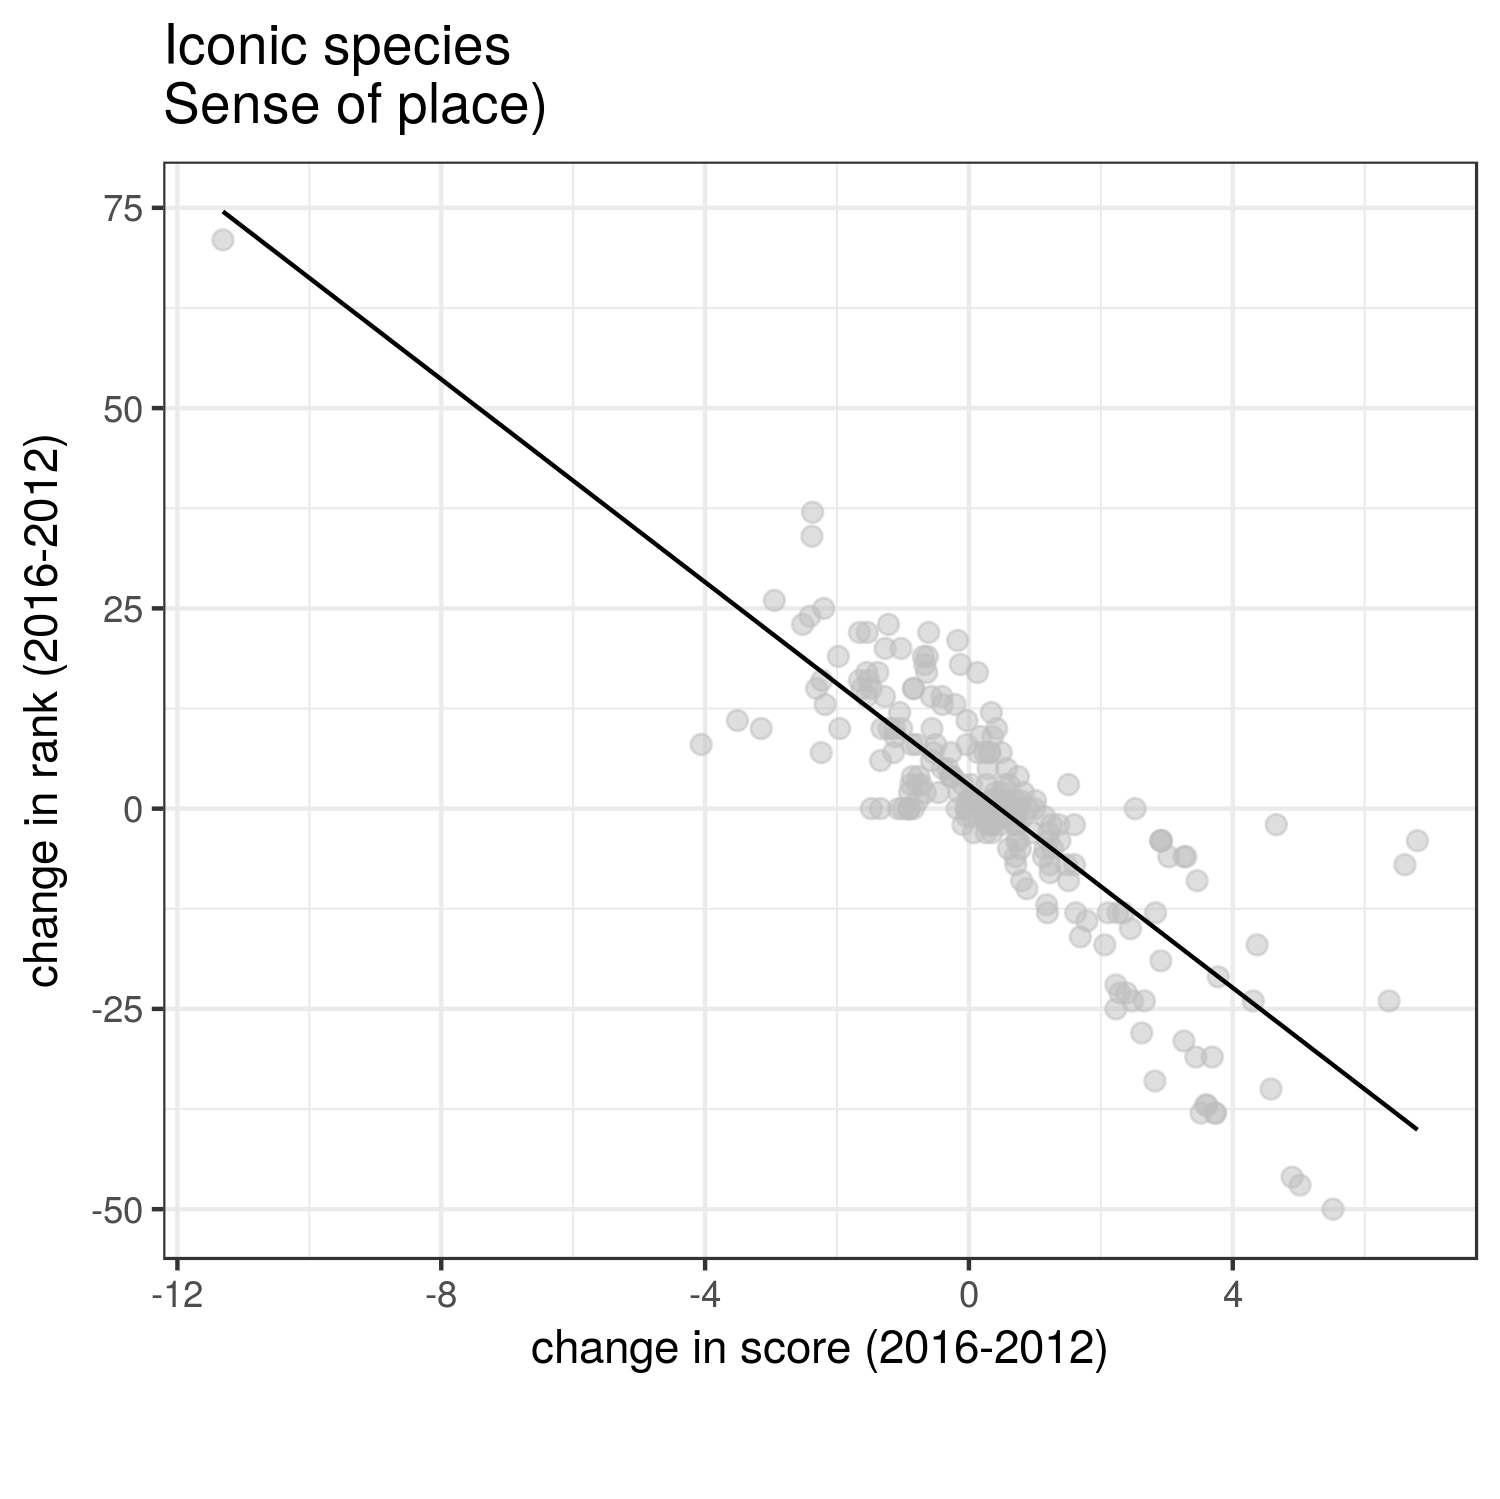 Iconic species
Sense of place)
75
50
25
0
-25
-50
change in rank (2016-2012)
-12
-8
-4
0
4
change in score (2016-2012)